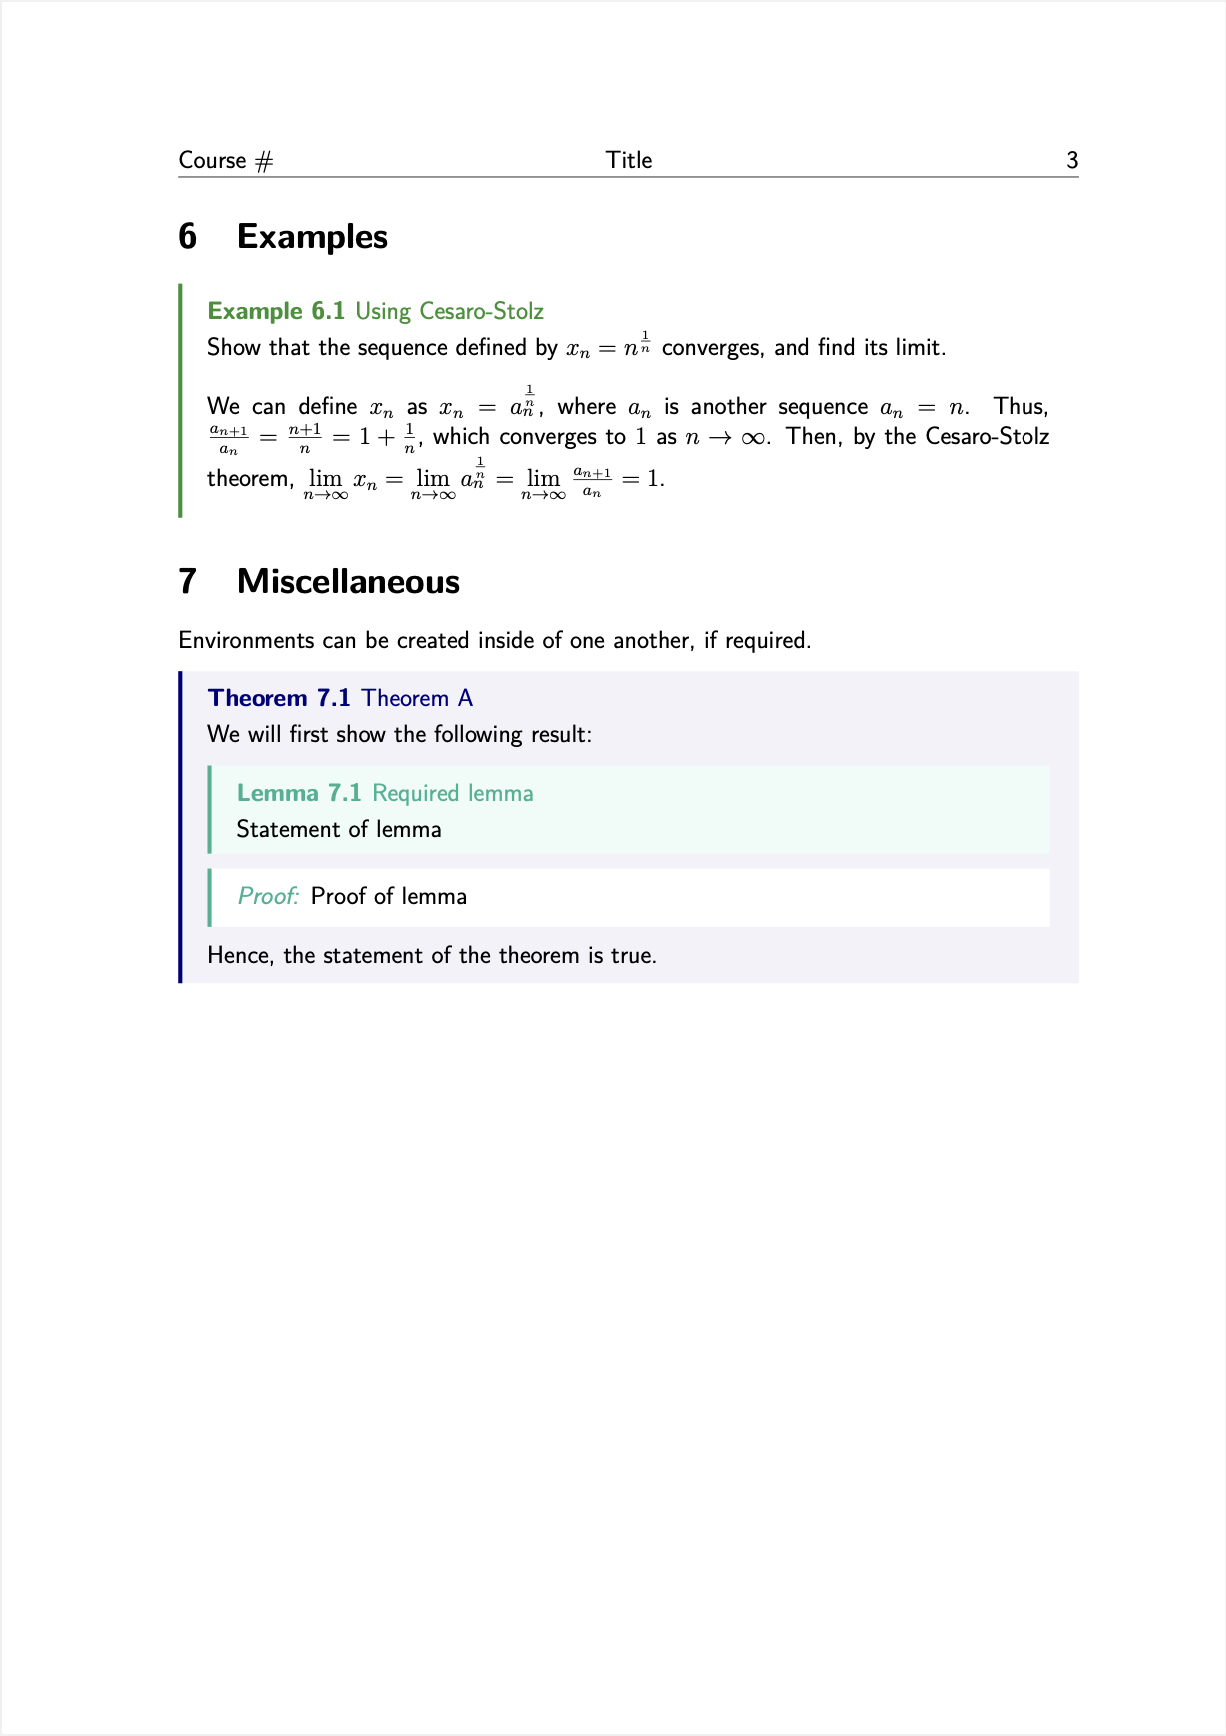 Course # Title 3
6 Examples
Example 6.1 Using Cesaro-Stolz
Show that the sequence defined by $x_n = n^{\frac{1}{n}}$ converges, and find its limit.
We can define $x_n$ as $x_n = a_n^{\frac{1}{n}}$, where $a_n$ is another sequence $a_n = n$. Thus,
$\frac{a_{n+1}}{a_n} = \frac{n+1}{n} = 1 + \frac{1}{n}$, which converges to 1 as $n \to \infty$. Then, by the Cesaro-Stolz
theorem, $\lim_{n\to\infty} x_n = \lim_{n\to\infty} a_n^{\frac{1}{n}} = \lim_{n\to\infty} \frac{a_{n+1}}{a_n} = 1$.
7 Miscellaneous
Environments can be created inside of one another, if required.
Theorem 7.1 Theorem A
We will first show the following result:
Lemma 7.1 Required lemma
Statement of lemma
Proof: Proof of lemma
Hence, the statement of the theorem is true.